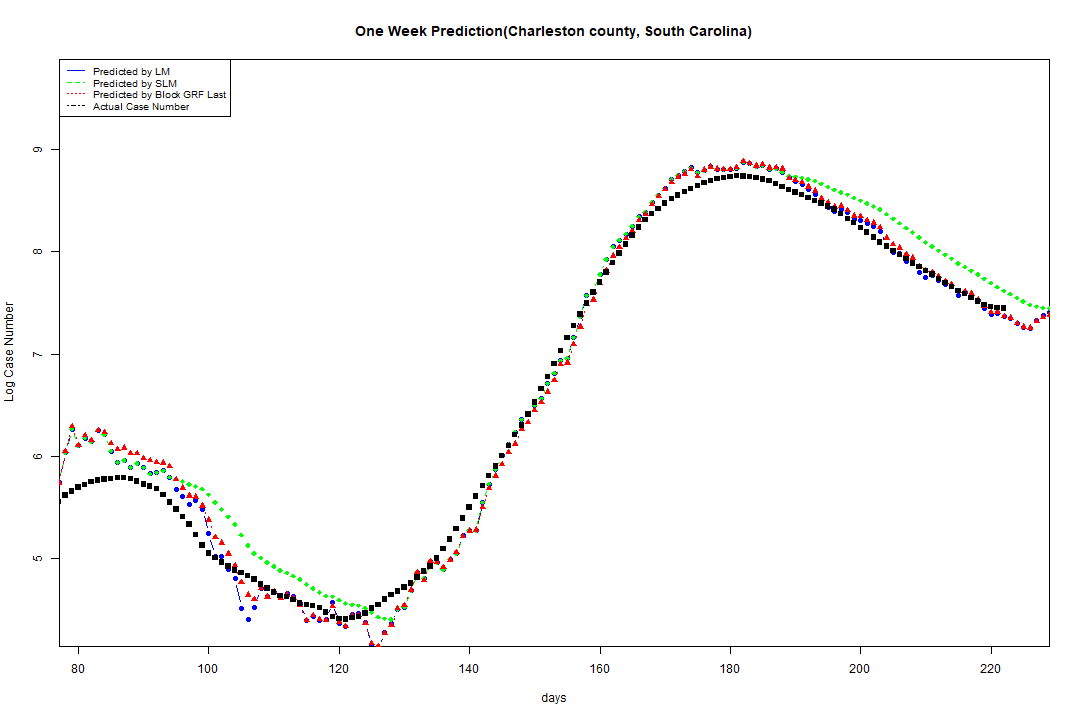 One Week Prediction(Charleston county, South Carolina)
Predicted by LM
Predicted by SLM
Predicted by Block GRF Last
Actual Case Number
9
8
7
6
5
Log Case Number
80 100 120 140 160 180 200 220
days